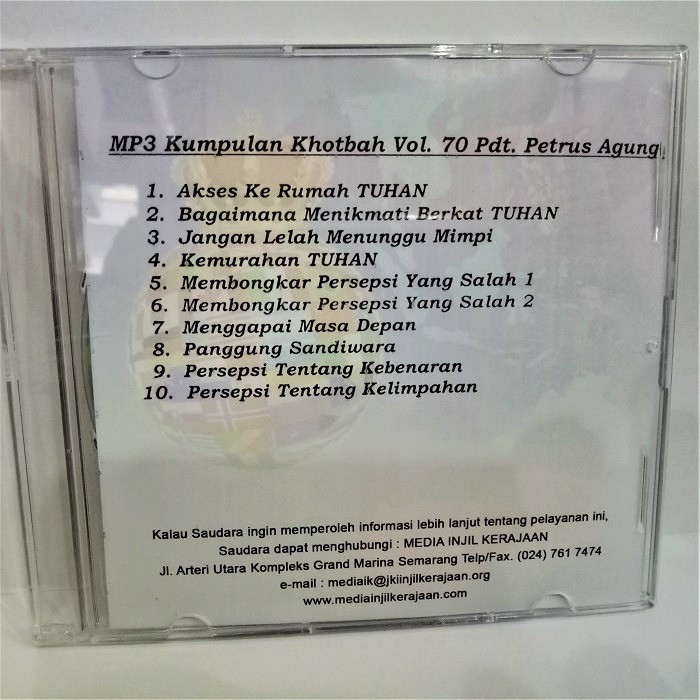 MP3 Kumpulan Khotbah Vol. 70 Pdt. Petrus Agung
1. Akses Ke Rumah TUHAN
2. Bagaimana Menikmati Berkat TUHAN
3. Jangan Lelah Menunggu Mimpi
4. Kemurahan TUHAN
5. Membongkar Persepsi Yang Salah 1
6. Membongkar Persepsi Yang Salah 2
7. Menggapai Masa Depan
8. Panggung Sandiwara
9. Persepsi Tentang Kebenaran
10. Persepsi Tentang Kelimpahan
Kalau Saudara ingin memperoleh informasi lebih lanjut tentang pelayanan ini,
Saudara dapat menghubungi : MEDIA INJIL KERAJAAN
Jl. Arteri Utara Kompleks Grand Marina Semarang Telp/Fax. (024) 761 7474
e-mail : mediaik@jkiinjilkerajaan.org
www.mediainjilkerajaan.com